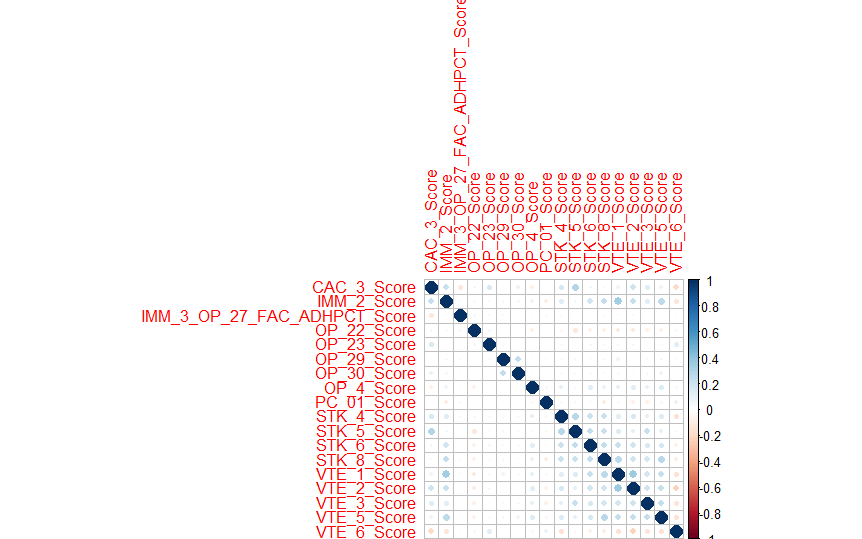 CAC_3_Score
IMM_2_Score
IMM_3_OP_27_FAC_ADHPCT_Score
OP_22_Score
OP_23_Score
OP_29_Score
OP_30_Score
OP_4_Score
PC_01_Score
STK_4_Score
STK_5_Score
STK_6_Score
STK_8_Score
VTE_1_Score
VTE_2_Score
VTE_3_Score
VTE_5_Score
VTE_6_Score
CAC_3_Score
IMM_2_Score
IMM_3_OP_27_FAC_ADHPCT_Score
OP_22_Score
OP_23_Score
OP_29_Score
OP_30_Score
OP_4_Score
PC_01_Score
STK_4_Score
STK_5_Score
STK_6_Score
STK_8_Score
VTE_1_Score
VTE_2_Score
VTE_3_Score
VTE_5_Score
VTE_6_Score
1
0.8
0.6
0.4
0.2
0
-0.2
-0.4
-0.6
-0.8
-1